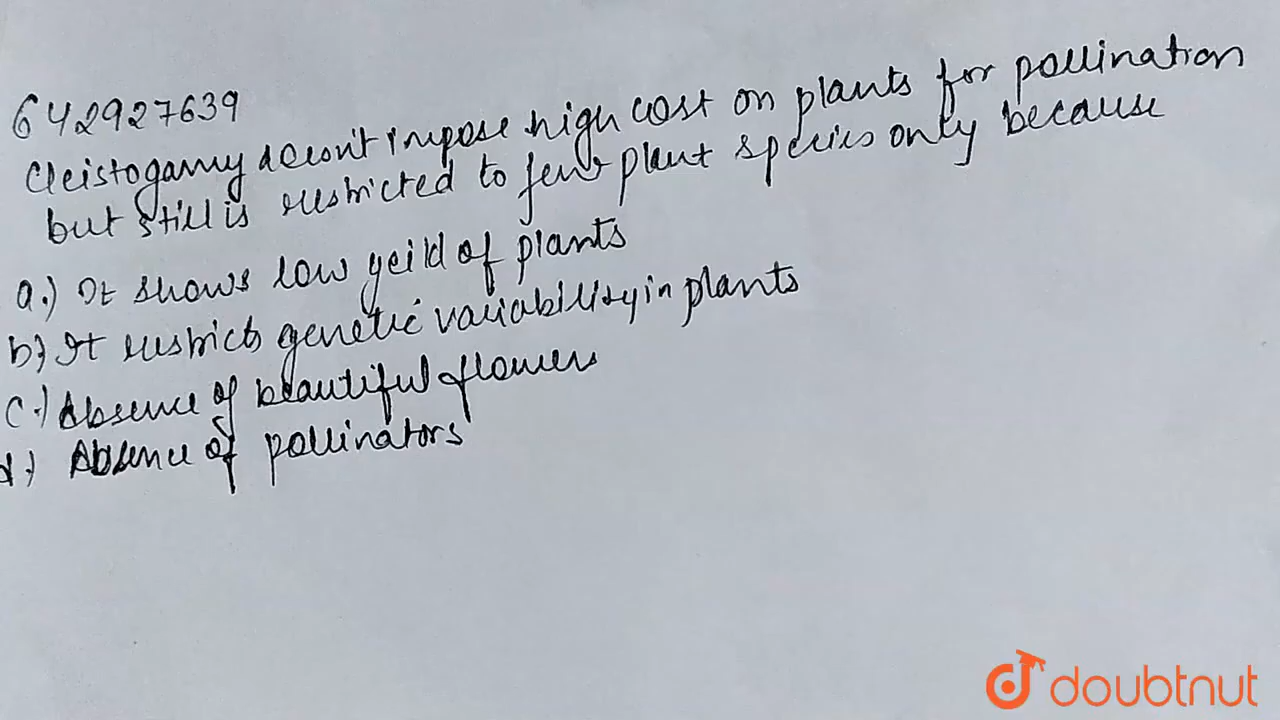 642927639
Cleistogamy doesn't impose high cost on plants for pollination
but still is restricted to few plant species only because
a.) It shows low yeild of plants
b.) It restricts genetic variability in plants
c.) Absence of beautiful flowers
d.) Absence of pollinators
doubtnut